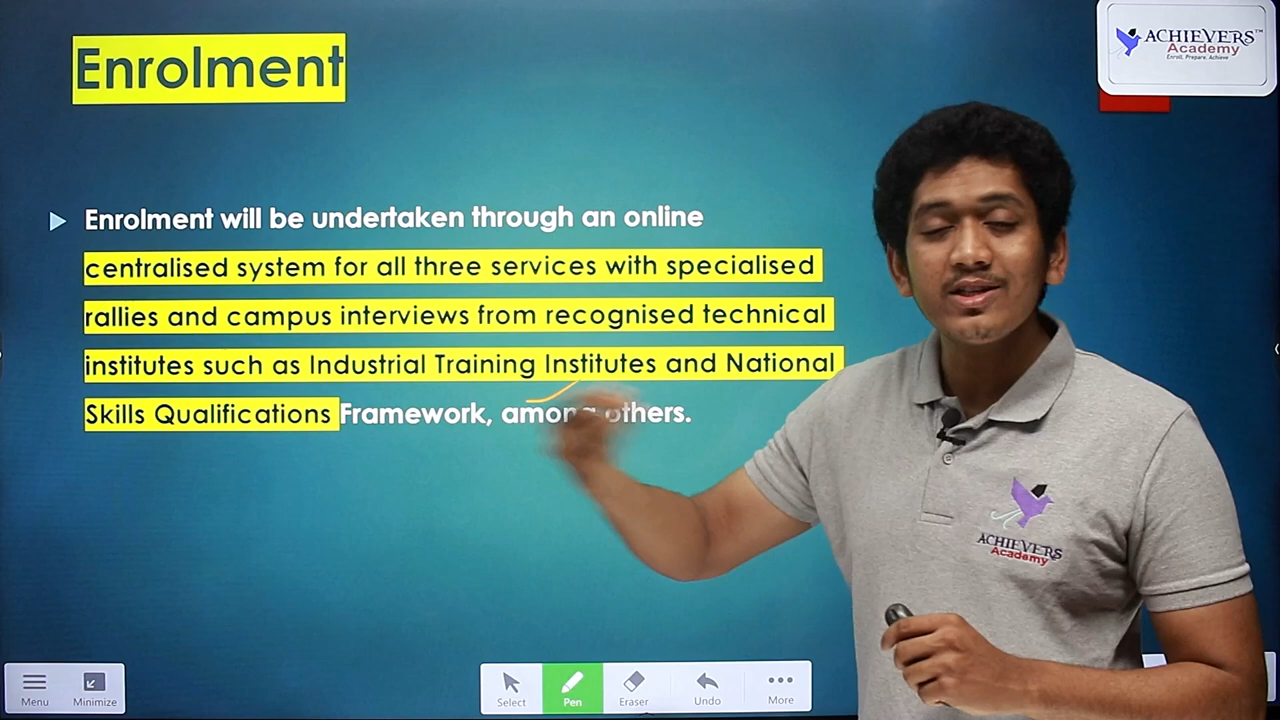 Enrolment
ACHIEVERS™
Academy
Enroll. Prepare. Achieve
Enrolment will be undertaken through an online
centralised system for all three services with specialised
rallies and campus interviews from recognised technical
institutes such as Industrial Training Institutes and National
Skills Qualifications Framework, among others.
ACHIEVERS
Academy
Menu
Minimize
Select
Pen
Eraser
Undo
More